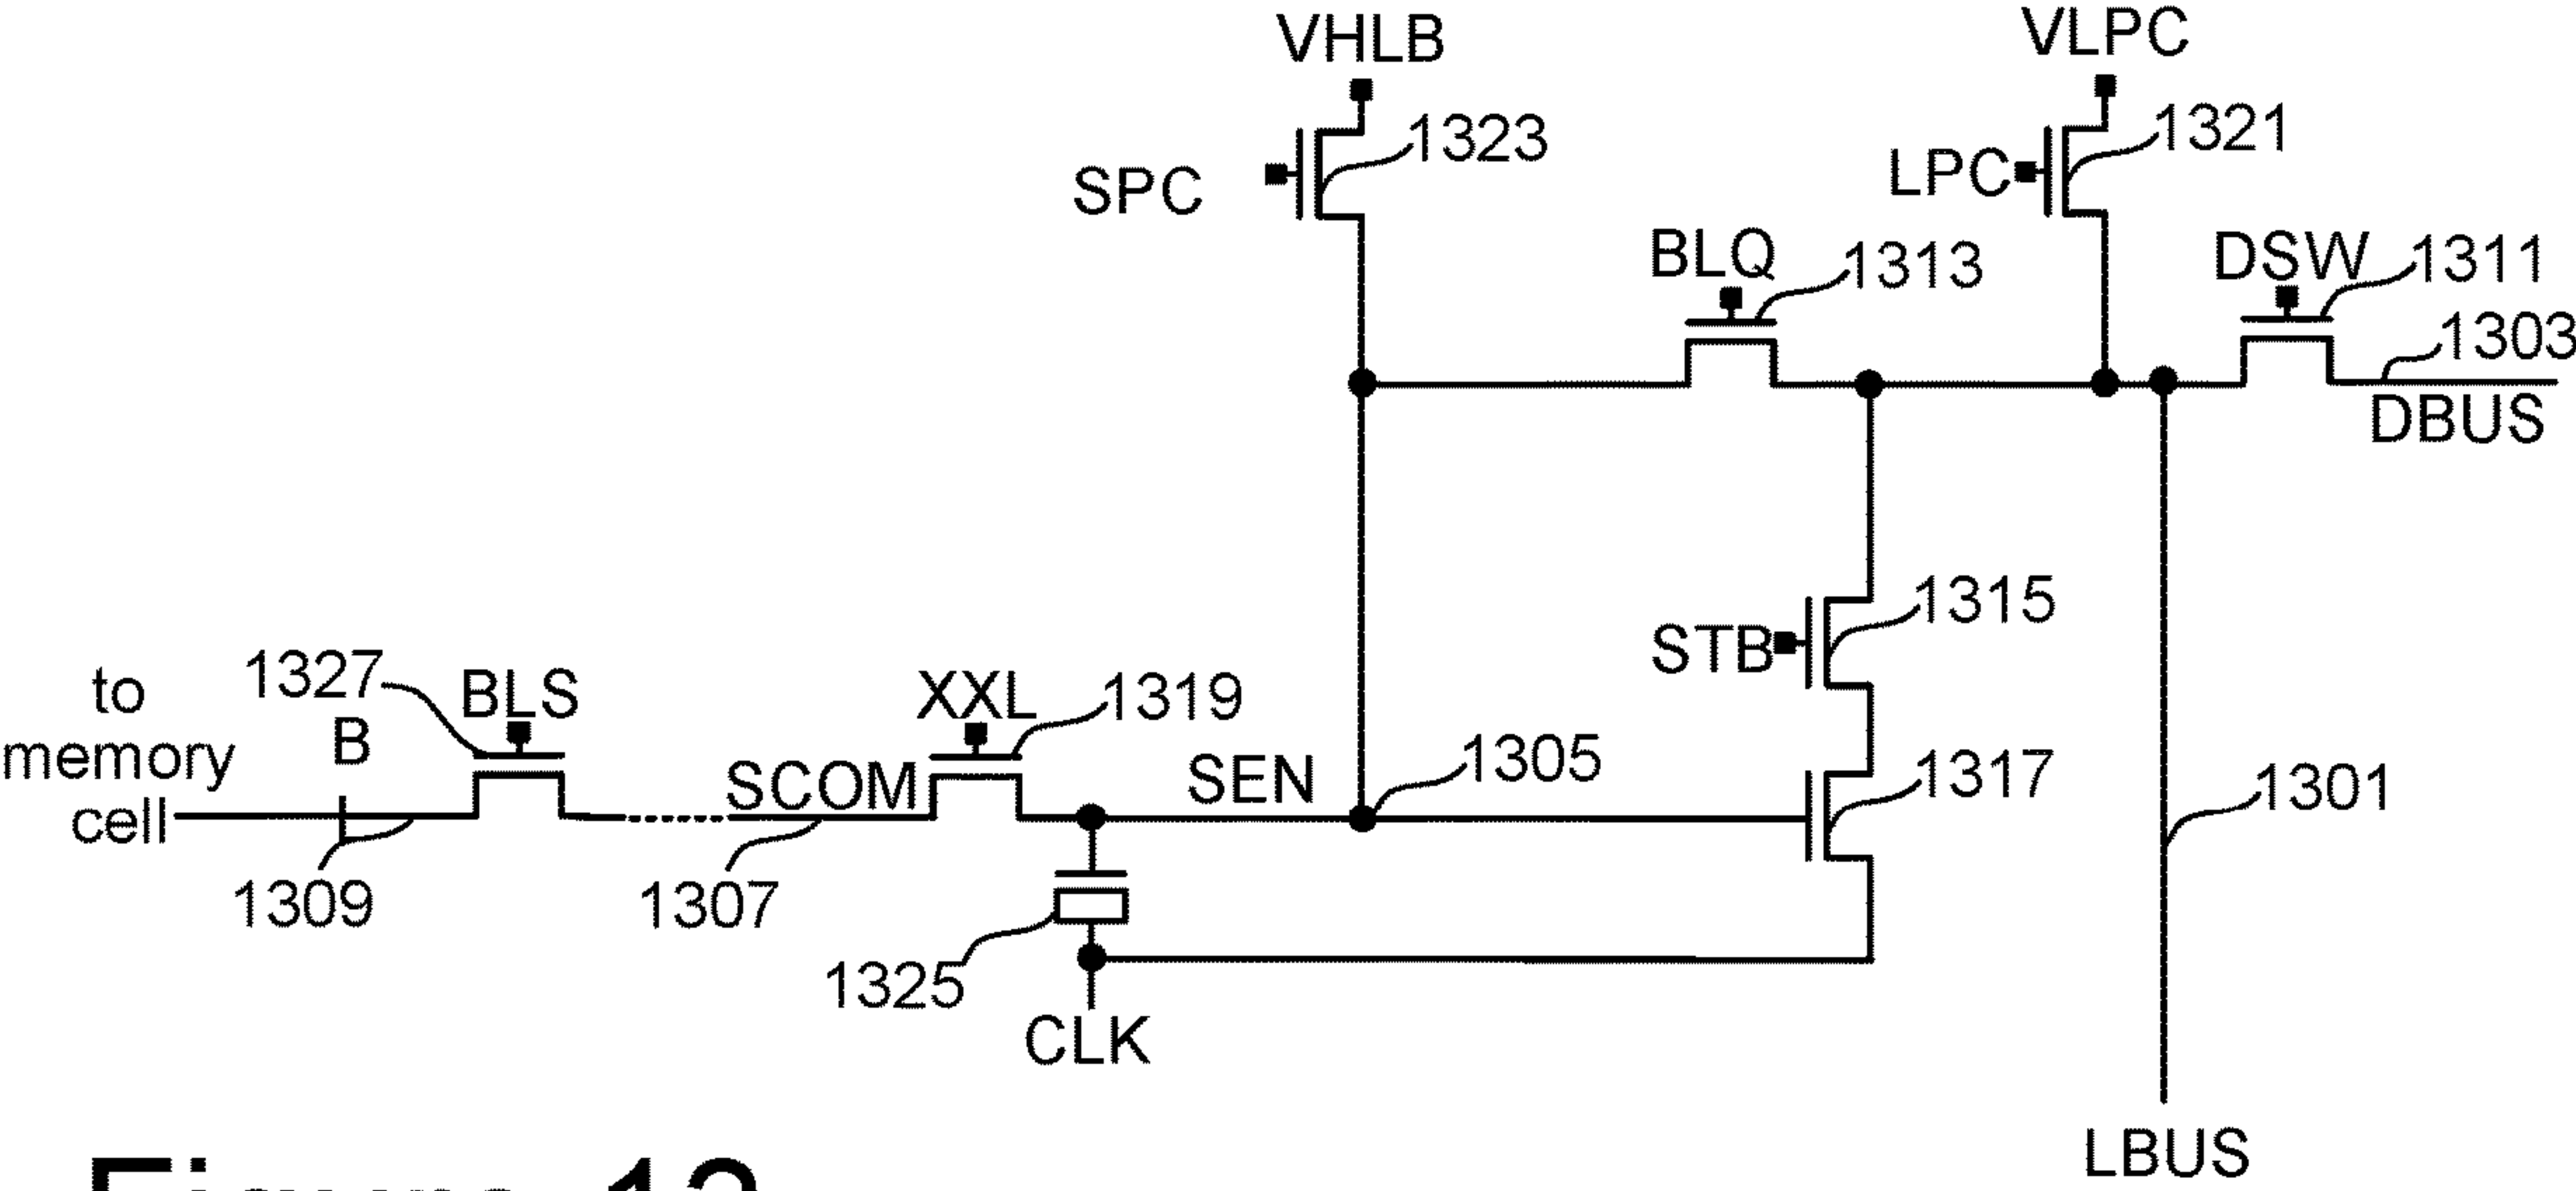 VHLB
VLPC
1323
1321
SPC
LPC
BLQ
1313
DSW
1311
1303
DBUS
1315
STB
to
memory
cell
1327
B
BLS
XXL
1319
SCOM
SEN
1305
1317
1301
1309
1307
1325
CLK
LBUS